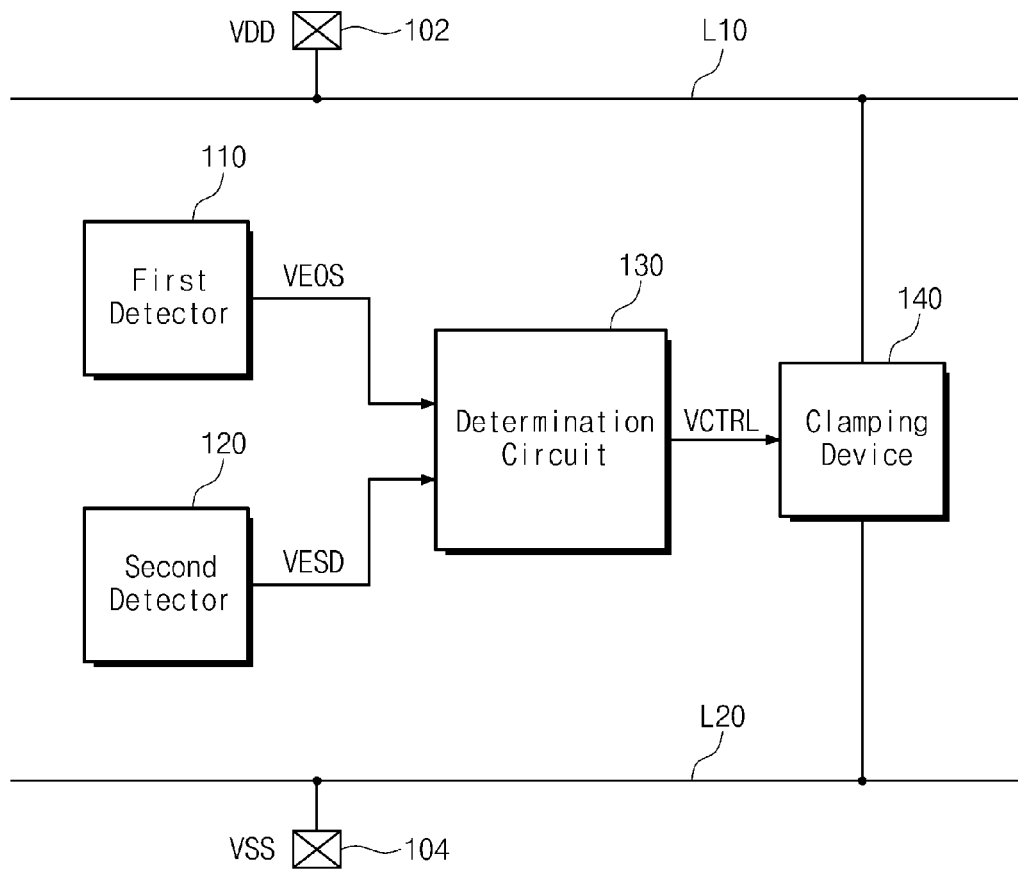 VDD
102
L10
110
First
Detector
VEOS
130
140
Determination
Circuit
VCTRL
Clamping
Device
120
Second
Detector
VESD
L20
VSS
104